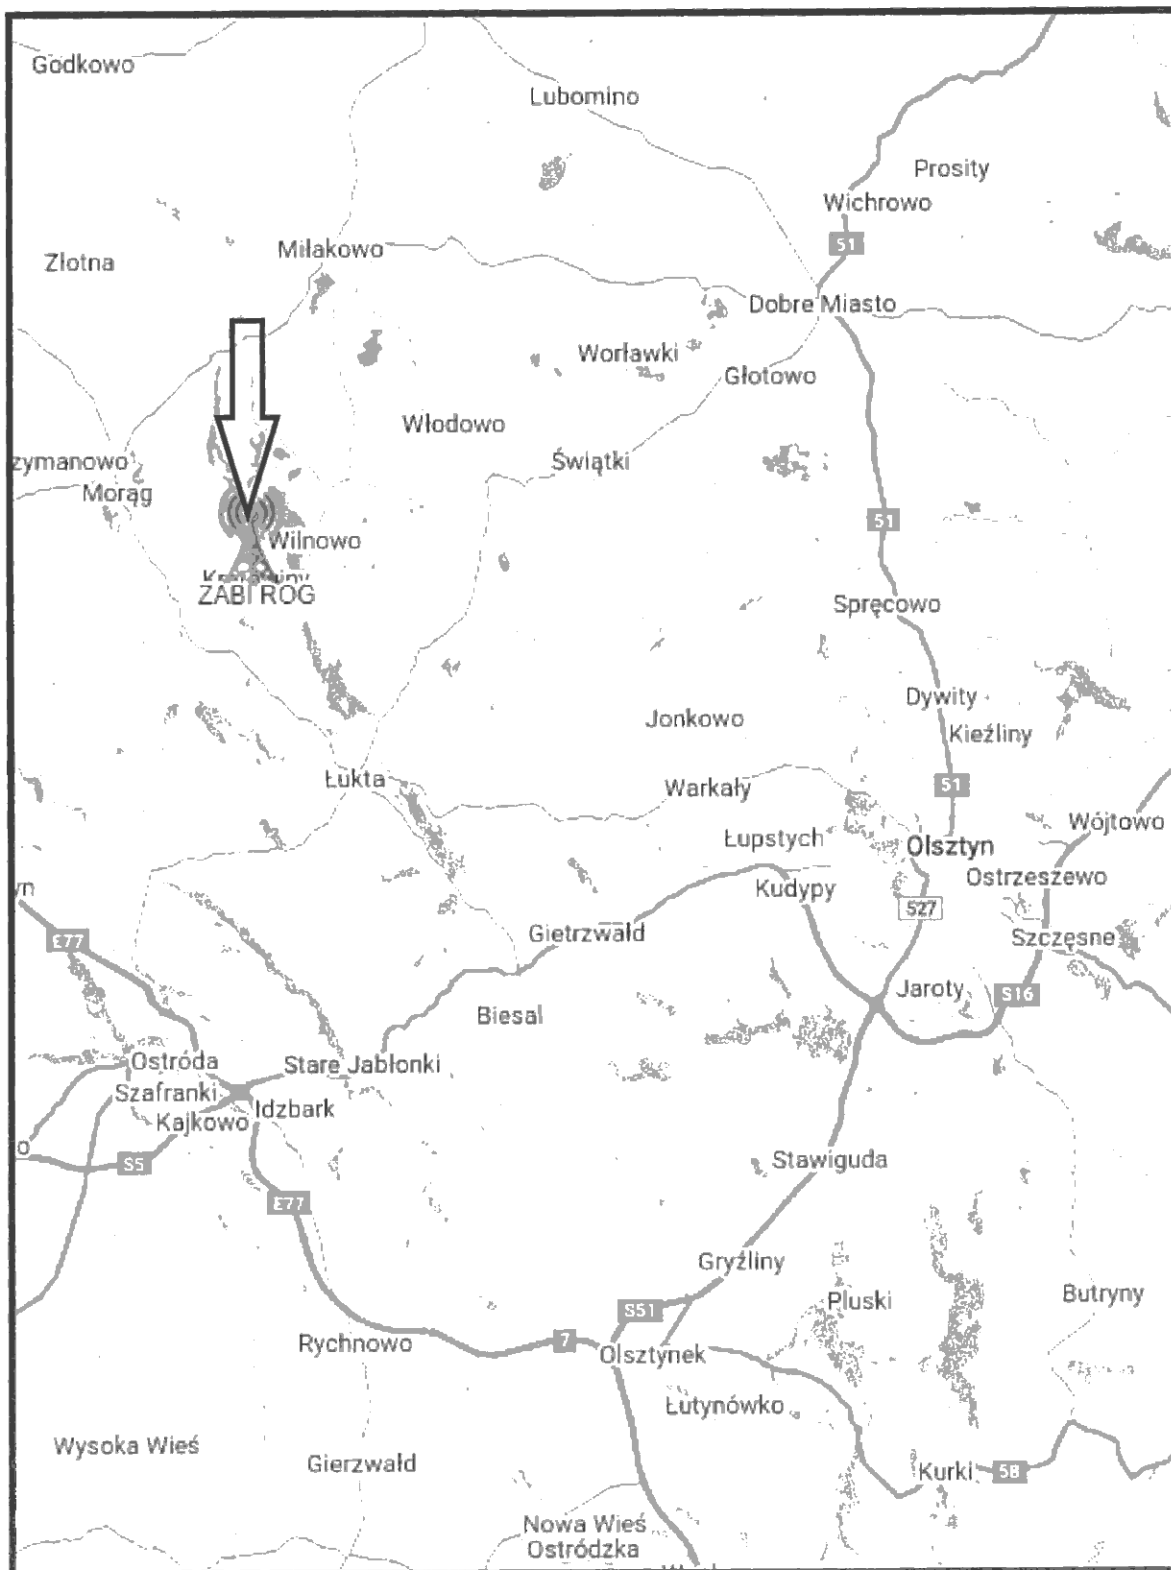 Godkowo
Lubomino
Prosity
Wichrowo
51
Złotna
Miłakowo
Dobre Miasto
Worławki
Głotowo
Włodowo
zymanowo
Świątki
Morąg
51
Wilnowo
ŻABI RÓG
Spręcowo
Dywity
Jonkowo
Kieźliny
Łukta
Warkały
51
Wójtowo
Łupstych
Olsztyn
yn
Kudypy
Ostrzeszewo
527
E77
Gietrzwałd
Szczęsne
Jaroty
S16
Biesal
Ostróda
Stare Jabłonki
Szafranki
Idzbark
Kajkowo
o
S5
Stawiguda
E77
Gryźliny
Pluski
Butryny
S51
7
Rychnowo
Olsztynek
Łutynówko
Wysoka Wieś
Gierzwałd
Kurki
58
Nowa Wieś
Ostródzka